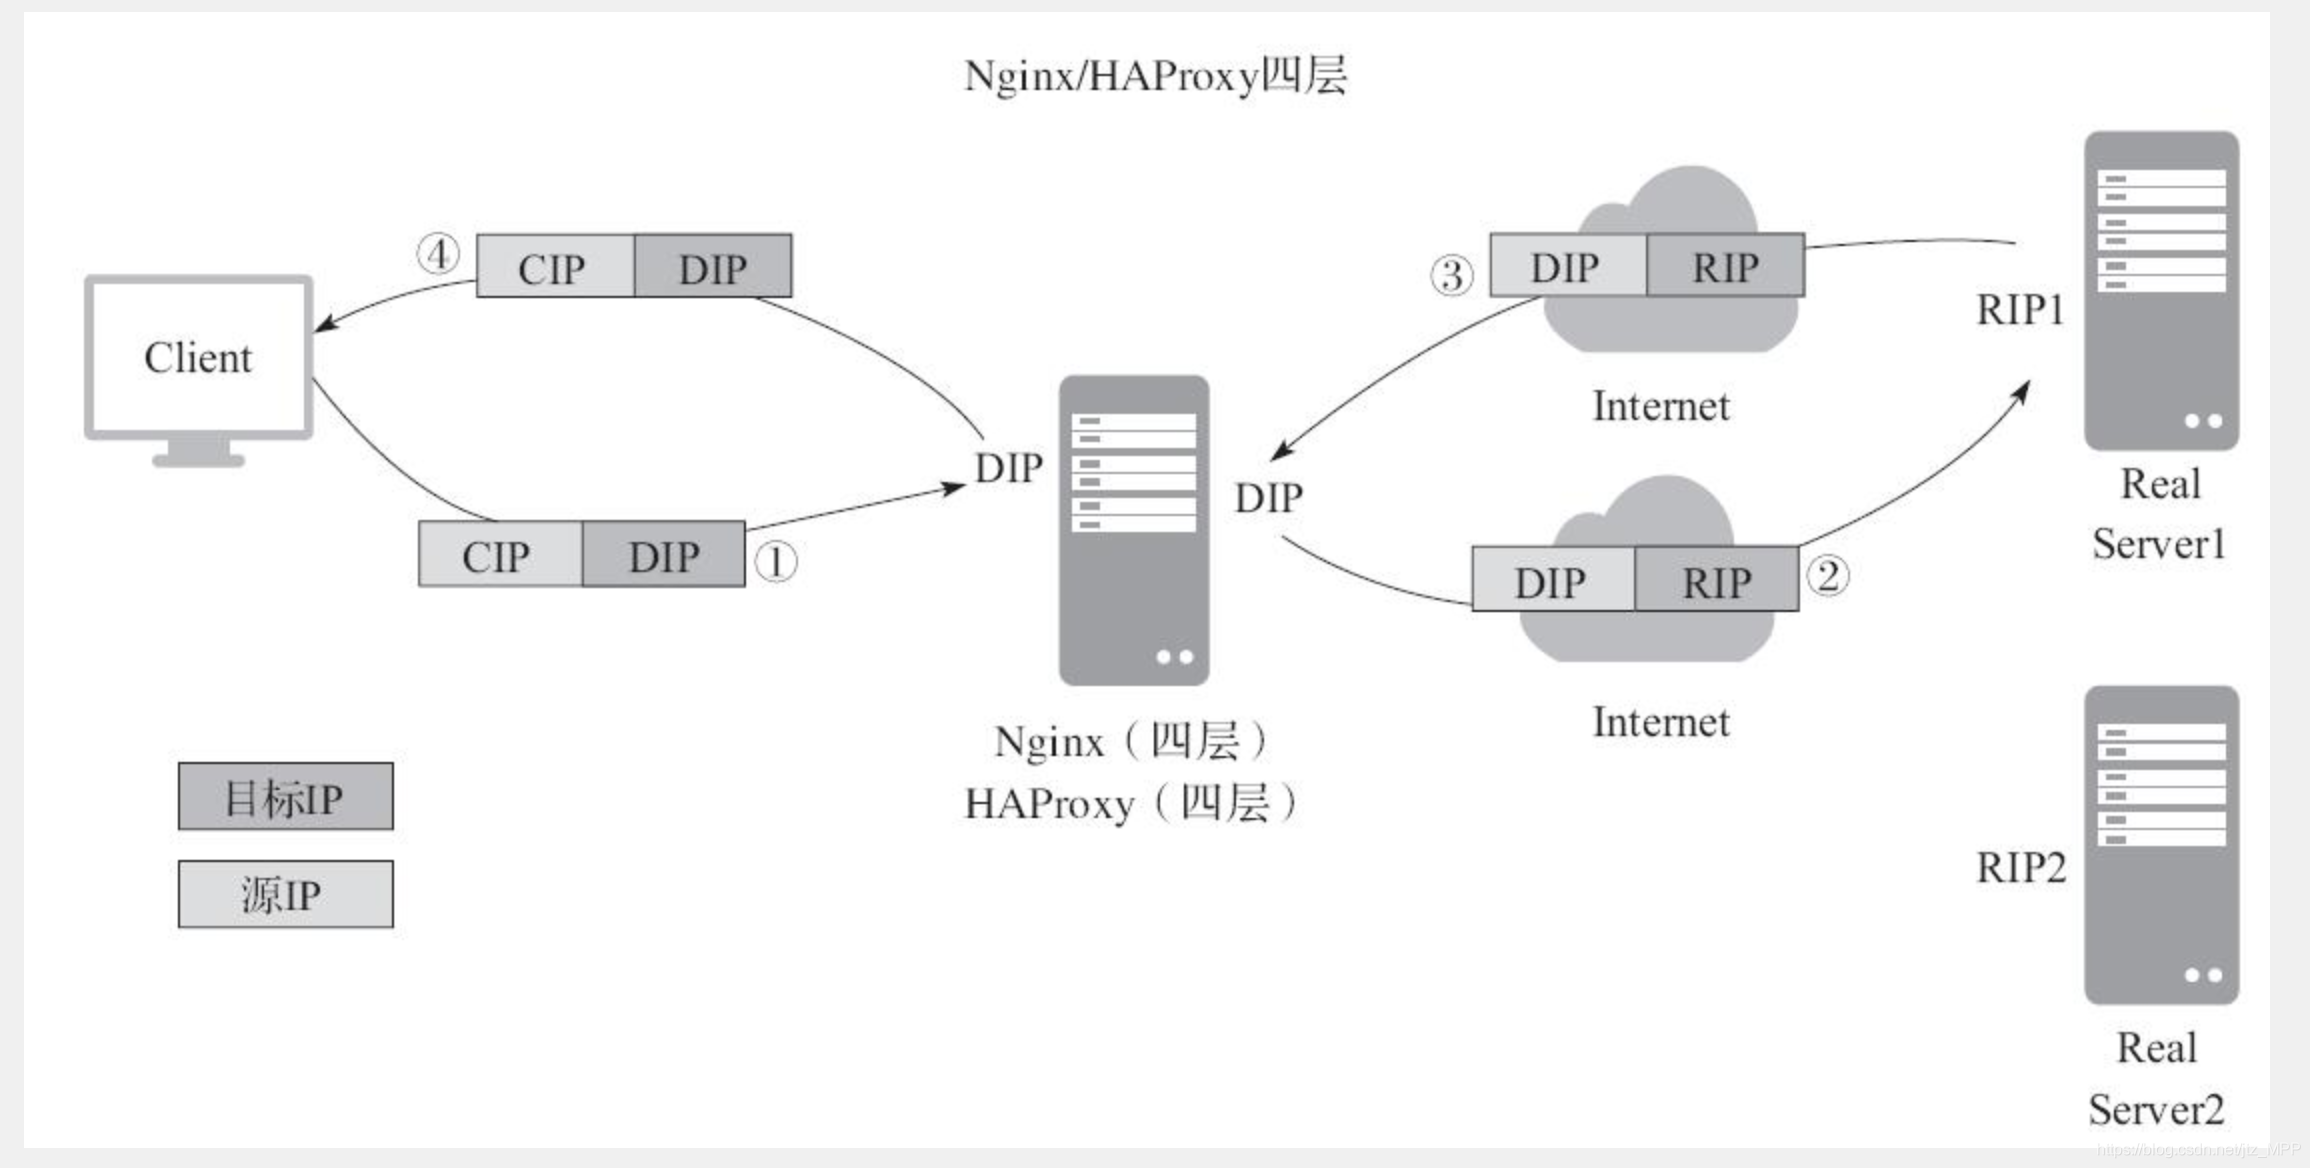 Nginx/HAProxy四层
④
CIP
DIP
Client
CIP
DIP
①
DIP
Nginx（四层）
HAProxy（四层）
DIP
③
DIP
RIP
Internet
DIP
RIP
②
Internet
RIP1
Real
Server1
RIP2
Real
Server2
目标IP
源IP
https://blog.csdn.net/jtz_MPP